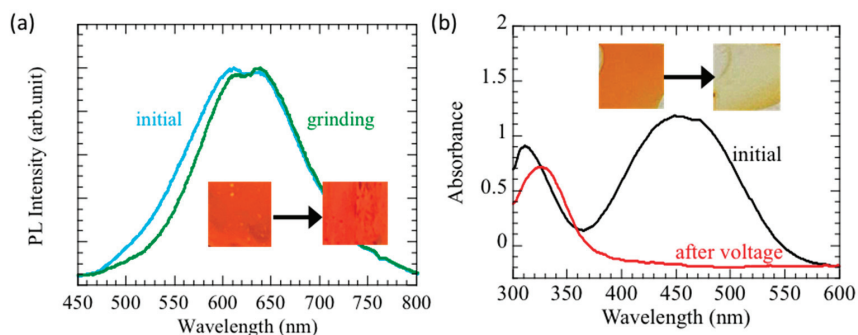 (a)
PL Intensity (arb.unit)
initial
grinding
450 500 550 600 650 700 750 800
Wavelength (nm)
(b)
Absorbance
2
1.5
1
0.5
0
initial
after voltage
300 350 400 450 500 550 600
Wavelength (nm)